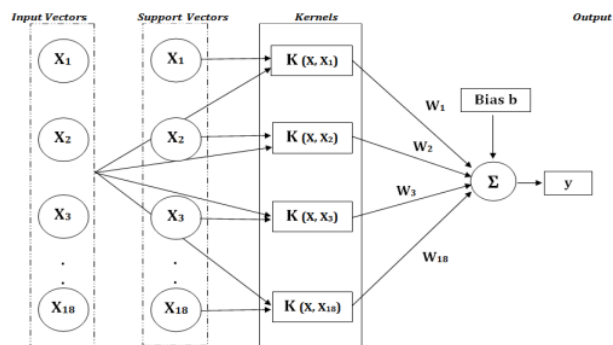 Input Vectors Support Vectors Kernels Output
X1 X1 K (X, X1)
W1 Bias b
X2 X2 K (X, X2) W2
Σ y
X3 X3 K (X, X3) W3
. .
. .
W18
X18 X18 K (X, X18)